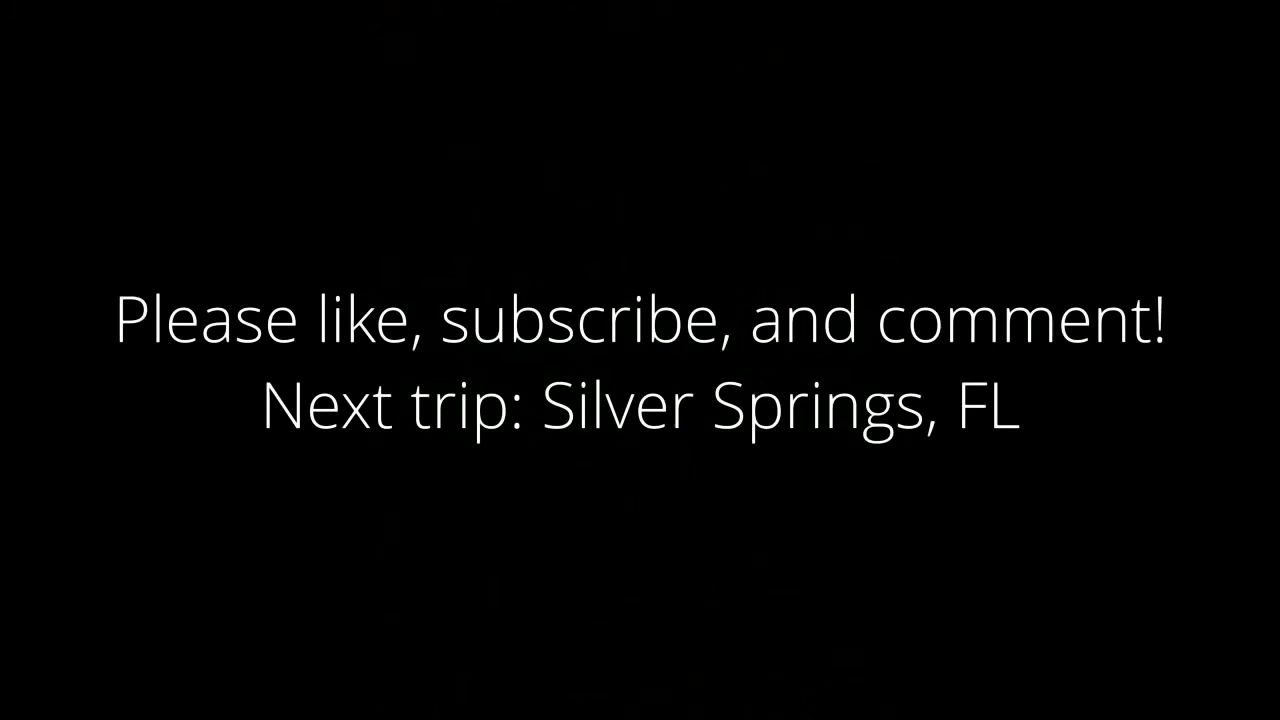 Please like, subscribe, and comment!
Next trip: Silver Springs, FL